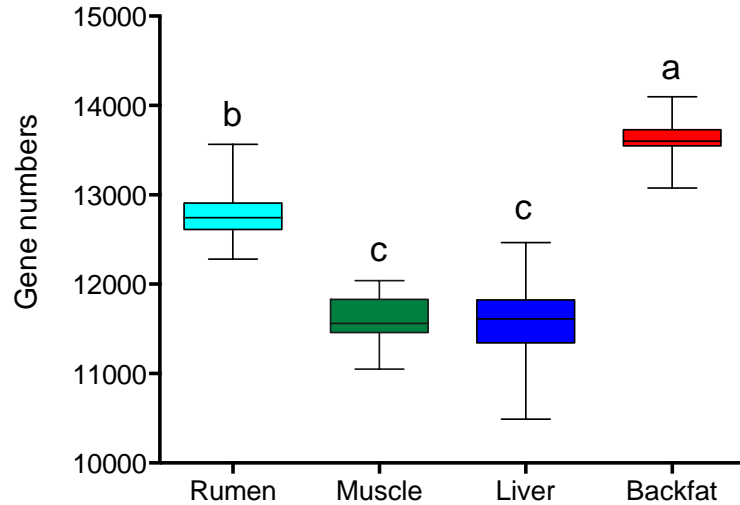 Gene numbers
15000
14000
13000
12000
11000
10000
b
c
c
a
Rumen
Muscle
Liver
Backfat